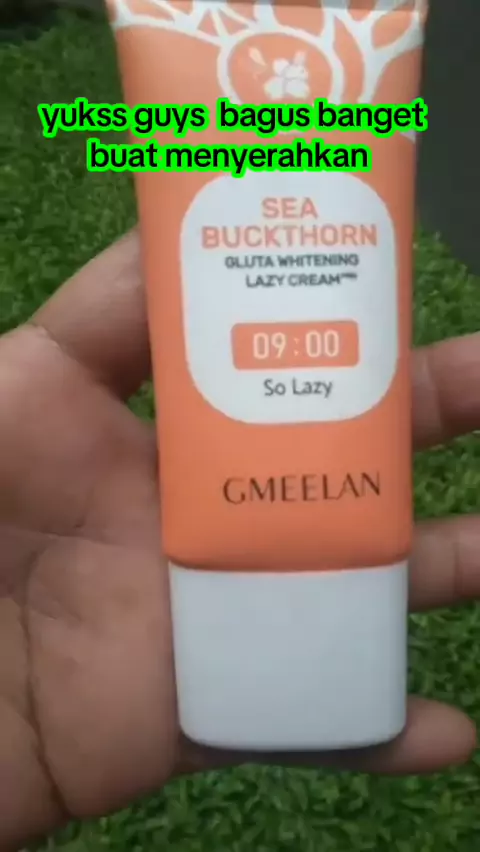 yukss guys bagus banget
buat menyerahkan
SEA
BUCKTHORN
GLUTA WHITENING
LAZY CREAM
09:00
So Lazy
GMEELAN